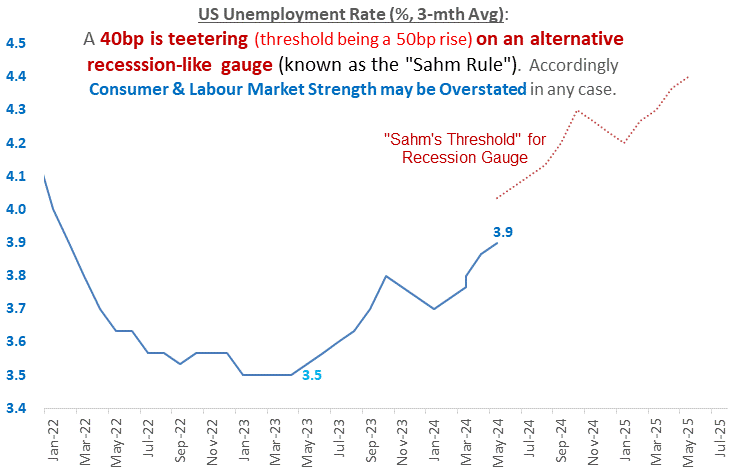 US Unemployment Rate (%, 3-mth Avg):
A 40bp is teetering (threshold being a 50bp rise) on an alternative
recesssion-like gauge (known as the "Sahm Rule"). Accordingly
Consumer & Labour Market Strength may be Overstated in any case.
4.5
4.4
4.3
4.2
4.1
4.0
3.9
3.8
3.7
3.6
3.5
3.4
"Sahm's Threshold" for
Recession Gauge
3.9
3.5
Jan-22
Mar-22
May-22
Jul-22
Sep-22
Nov-22
Jan-23
Mar-23
May-23
Jul-23
Sep-23
Nov-23
Jan-24
Mar-24
May-24
Jul-24
Sep-24
Nov-24
Jan-25
Mar-25
May-25
Jul-25